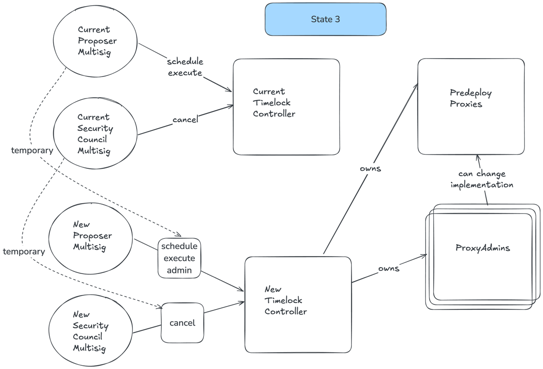 State 3
Current
Proposer
Multisig
schedule
execute
Current
Timelock
Controller
Predeploy
Proxies
Current
Security
Council
Multisig
cancel
temporary
owns
can change
implementation
New
Proposer
Multisig
schedule
execute
admin
temporary
ProxyAdmins
owns
New
Timelock
Controller
New
Security
Council
Multisig
cancel